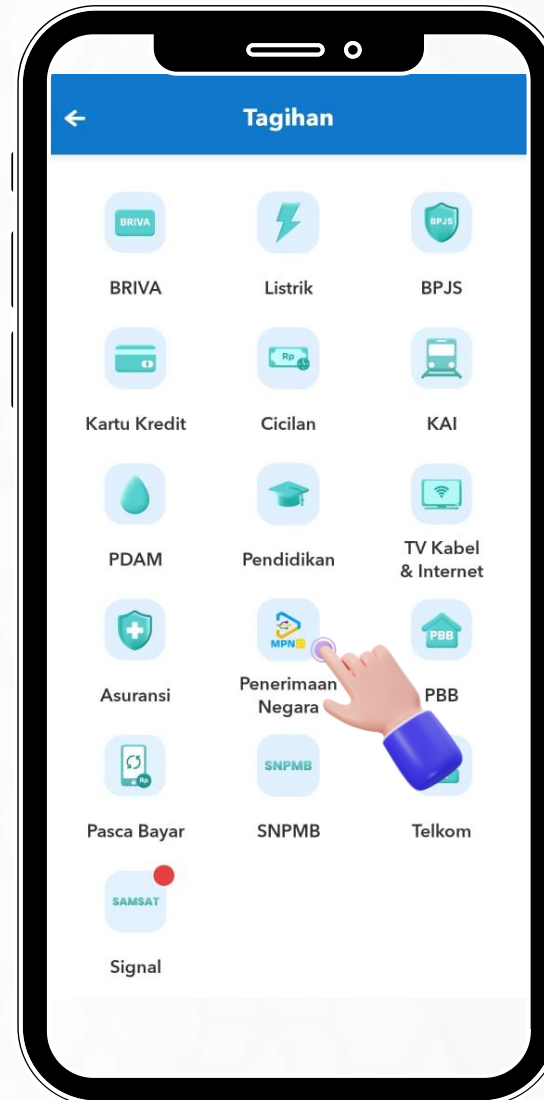 Tagihan
BRIVA
BPJS
BRIVA
Listrik
BPJS
Rp
Kartu Kredit
Cicilan
KAI
PDAM
Pendidikan
TV Kabel
& Internet
MPN
PBB
Asuransi
Penerimaan
Negara
PBB
Rp
SNPMB
Pasca Bayar
SNPMB
Telkom
SAMSAT
Signal